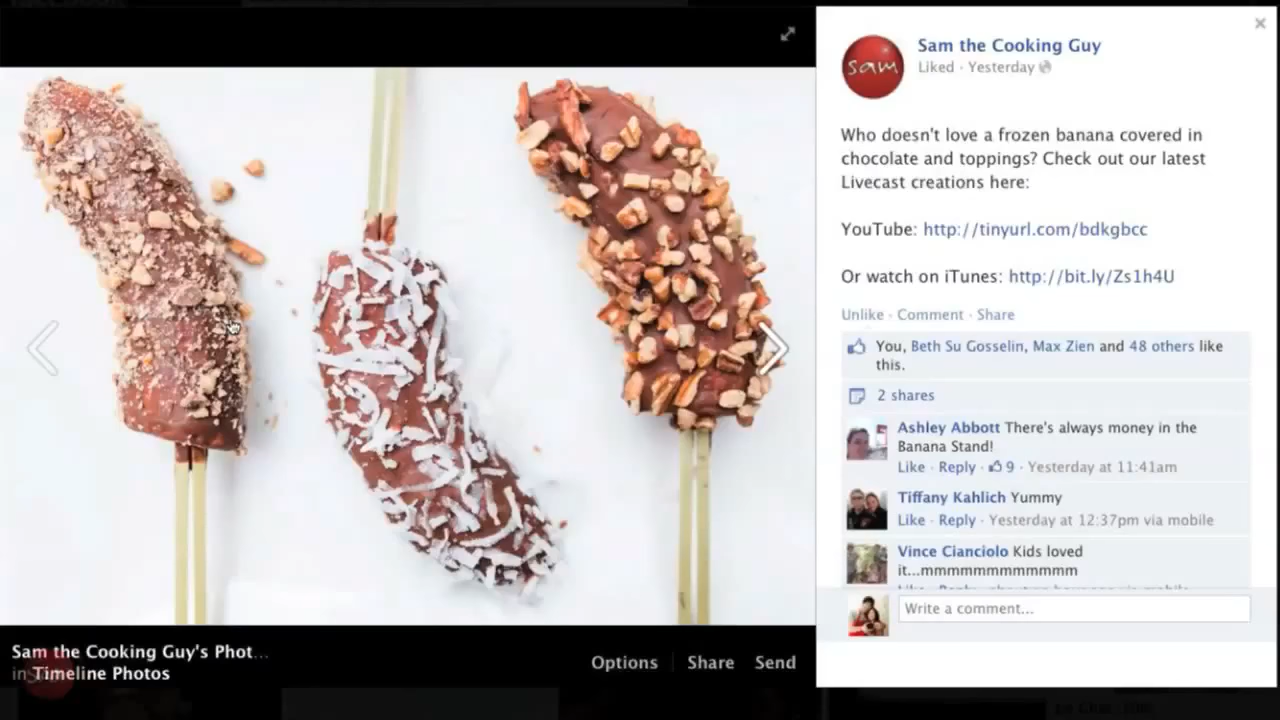 Sam the Cooking Guy
Liked · Yesterday
sam
Who doesn't love a frozen banana covered in
chocolate and toppings? Check out our latest
Livecast creations here:
YouTube: http://tinyurl.com/bdkgbcc
Or watch on iTunes: http://bit.ly/Zs1h4U
Unlike · Comment · Share
You, Beth Su Gosselin, Max Zien and 48 others like
this.
2 shares
Ashley Abbott There's always money in the
Banana Stand!
Like · Reply · 9 · Yesterday at 11:41am
Tiffany Kahlich Yummy
Like · Reply · Yesterday at 12:37pm via mobile
Vince Cianciolo Kids loved
it...mmmmmmmmmmmm
Write a comment...
Sam the Cooking Guy's Phot...
in Timeline Photos
Options Share Send